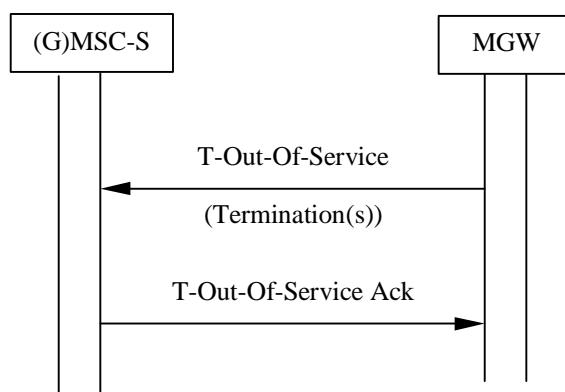 (G)MSC-S
MGW
T-Out-Of-Service
(Termination(s))
T-Out-Of-Service Ack